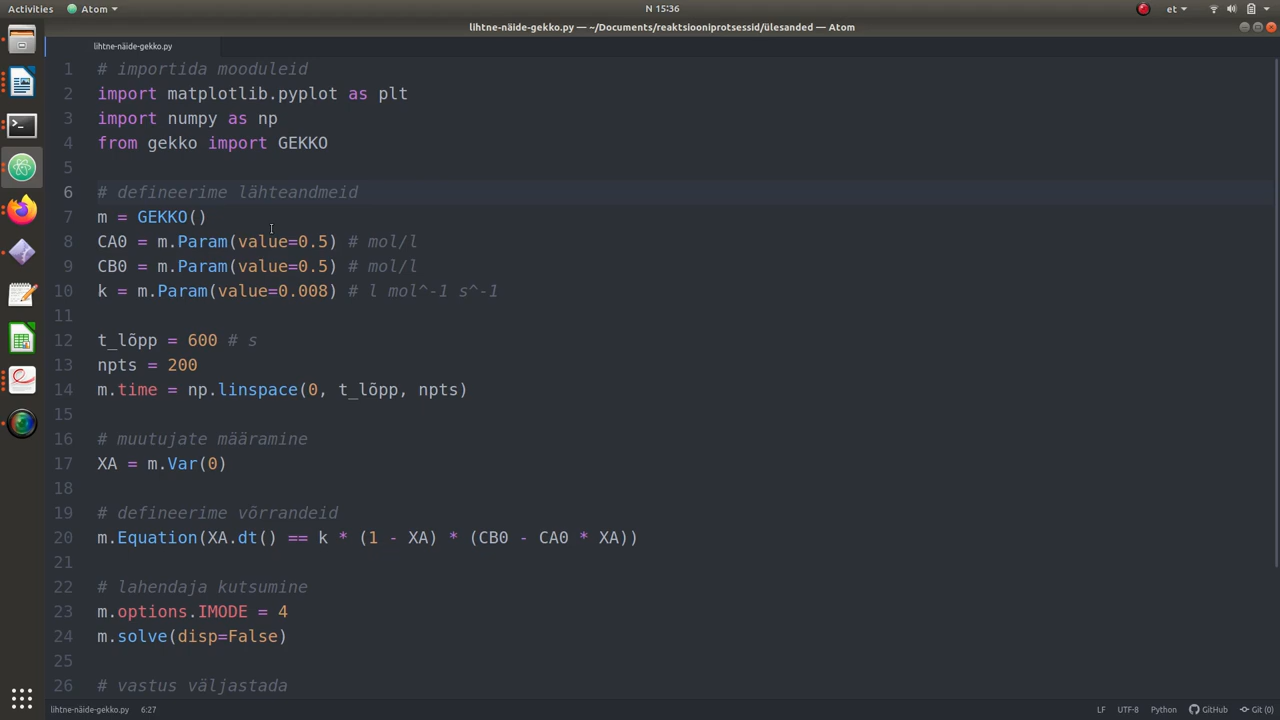 Activities Atom N 15:36 et
lihtne-näide-gekko.py — ~/Documents/reaktsiooniprotsessid/ülesanded — Atom
lihtne-näide-gekko.py
1 # importida mooduleid
2 import matplotlib.pyplot as plt
3 import numpy as np
4 from gekko import GEKKO
5
6 # defineerime lähteandmeid
7 m = GEKKO()
8 CA0 = m.Param(value=0.5) # mol/l
9 CB0 = m.Param(value=0.5) # mol/l
10 k = m.Param(value=0.008) # l mol^-1 s^-1
11
12 t_lõpp = 600 # s
13 npts = 200
14 m.time = np.linspace(0, t_lõpp, npts)
15
16 # muutujate määramine
17 XA = m.Var(0)
18
19 # defineerime võrrandeid
20 m.Equation(XA.dt() == k * (1 - XA) * (CB0 - CA0 * XA))
21
22 # lahendaja kutsumine
23 m.options.IMODE = 4
24 m.solve(disp=False)
25
26 # vastus väljastada
lihtne-näide-gekko.py 6:27 LF UTF-8 Python GitHub Git (0)